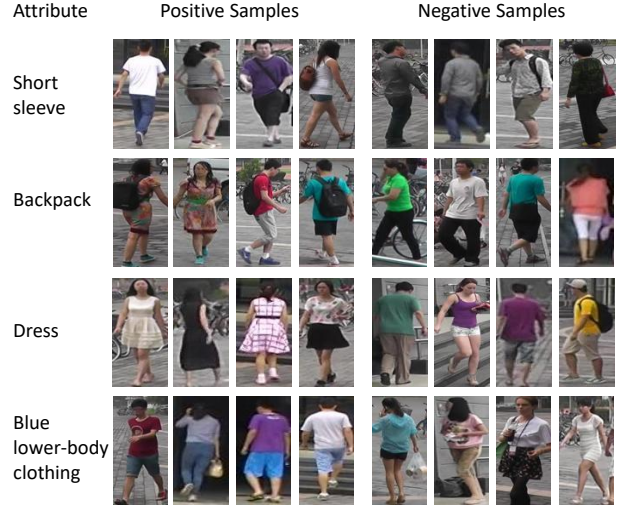 Attribute Positive Samples Negative Samples
Short
sleeve
Backpack
Dress
Blue
lower-body
clothing